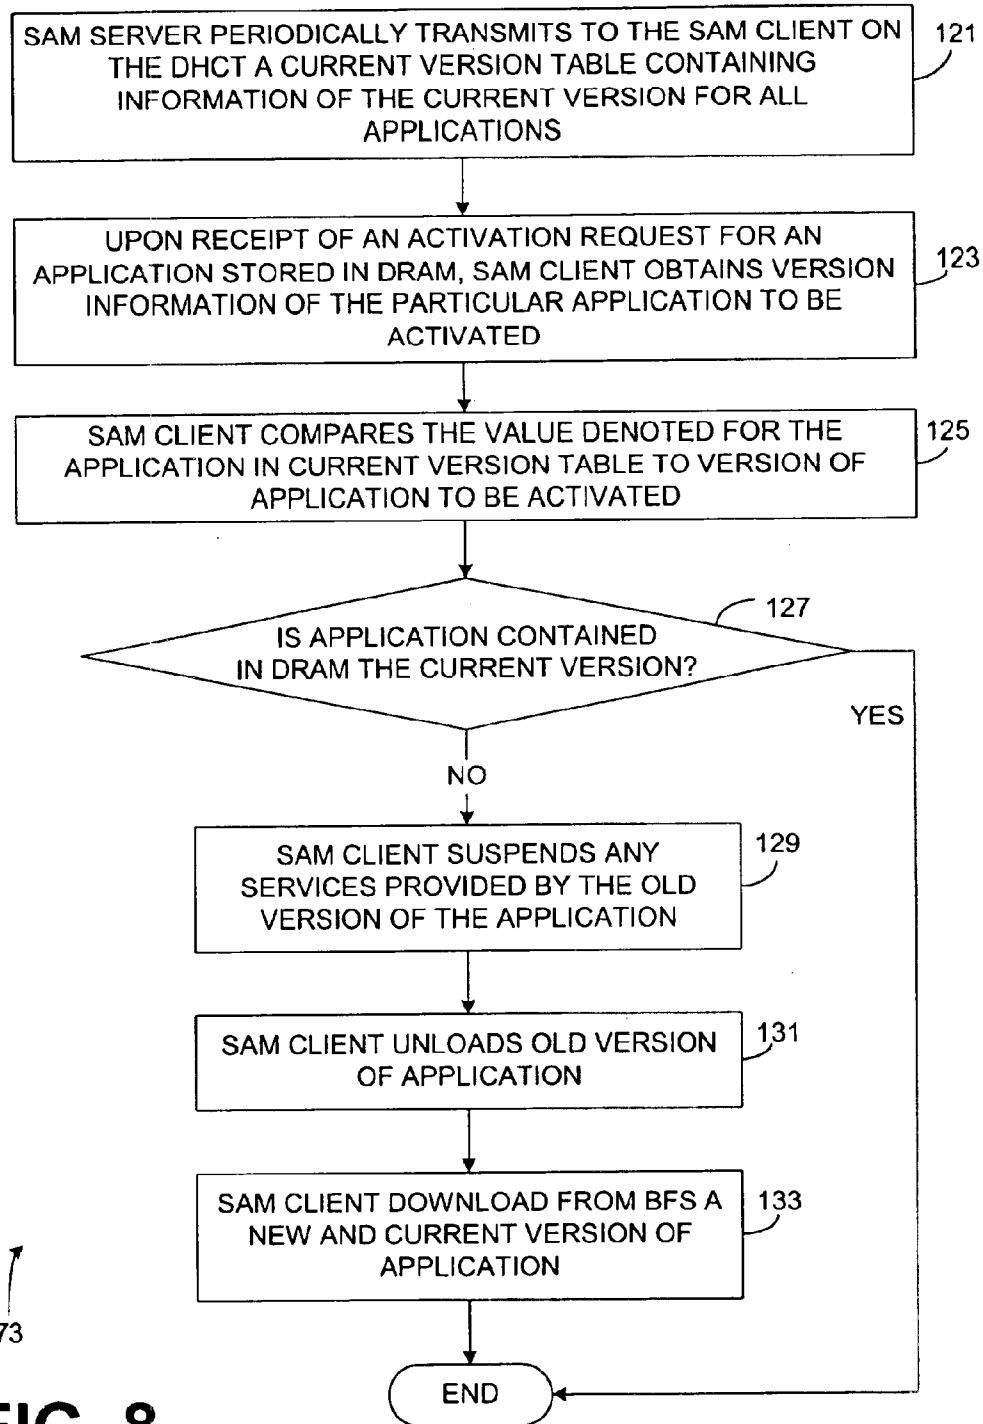 SAM SERVER PERIODICALLY TRANSMITS TO THE SAM CLIENT ON
THE DHCT A CURRENT VERSION TABLE CONTAINING
INFORMATION OF THE CURRENT VERSION FOR ALL
APPLICATIONS
121
UPON RECEIPT OF AN ACTIVATION REQUEST FOR AN
APPLICATION STORED IN DRAM, SAM CLIENT OBTAINS VERSION
INFORMATION OF THE PARTICULAR APPLICATION TO BE
ACTIVATED
123
SAM CLIENT COMPARES THE VALUE DENOTED FOR THE
APPLICATION IN CURRENT VERSION TABLE TO VERSION OF
APPLICATION TO BE ACTIVATED
125
IS APPLICATION CONTAINED
IN DRAM THE CURRENT VERSION?
127
YES
NO
SAM CLIENT SUSPENDS ANY
SERVICES PROVIDED BY THE OLD
VERSION OF THE APPLICATION
129
SAM CLIENT UNLOADS OLD VERSION
OF APPLICATION
131
SAM CLIENT DOWNLOAD FROM BFS A
NEW AND CURRENT VERSION OF
APPLICATION
133
73
END
FIG. 8